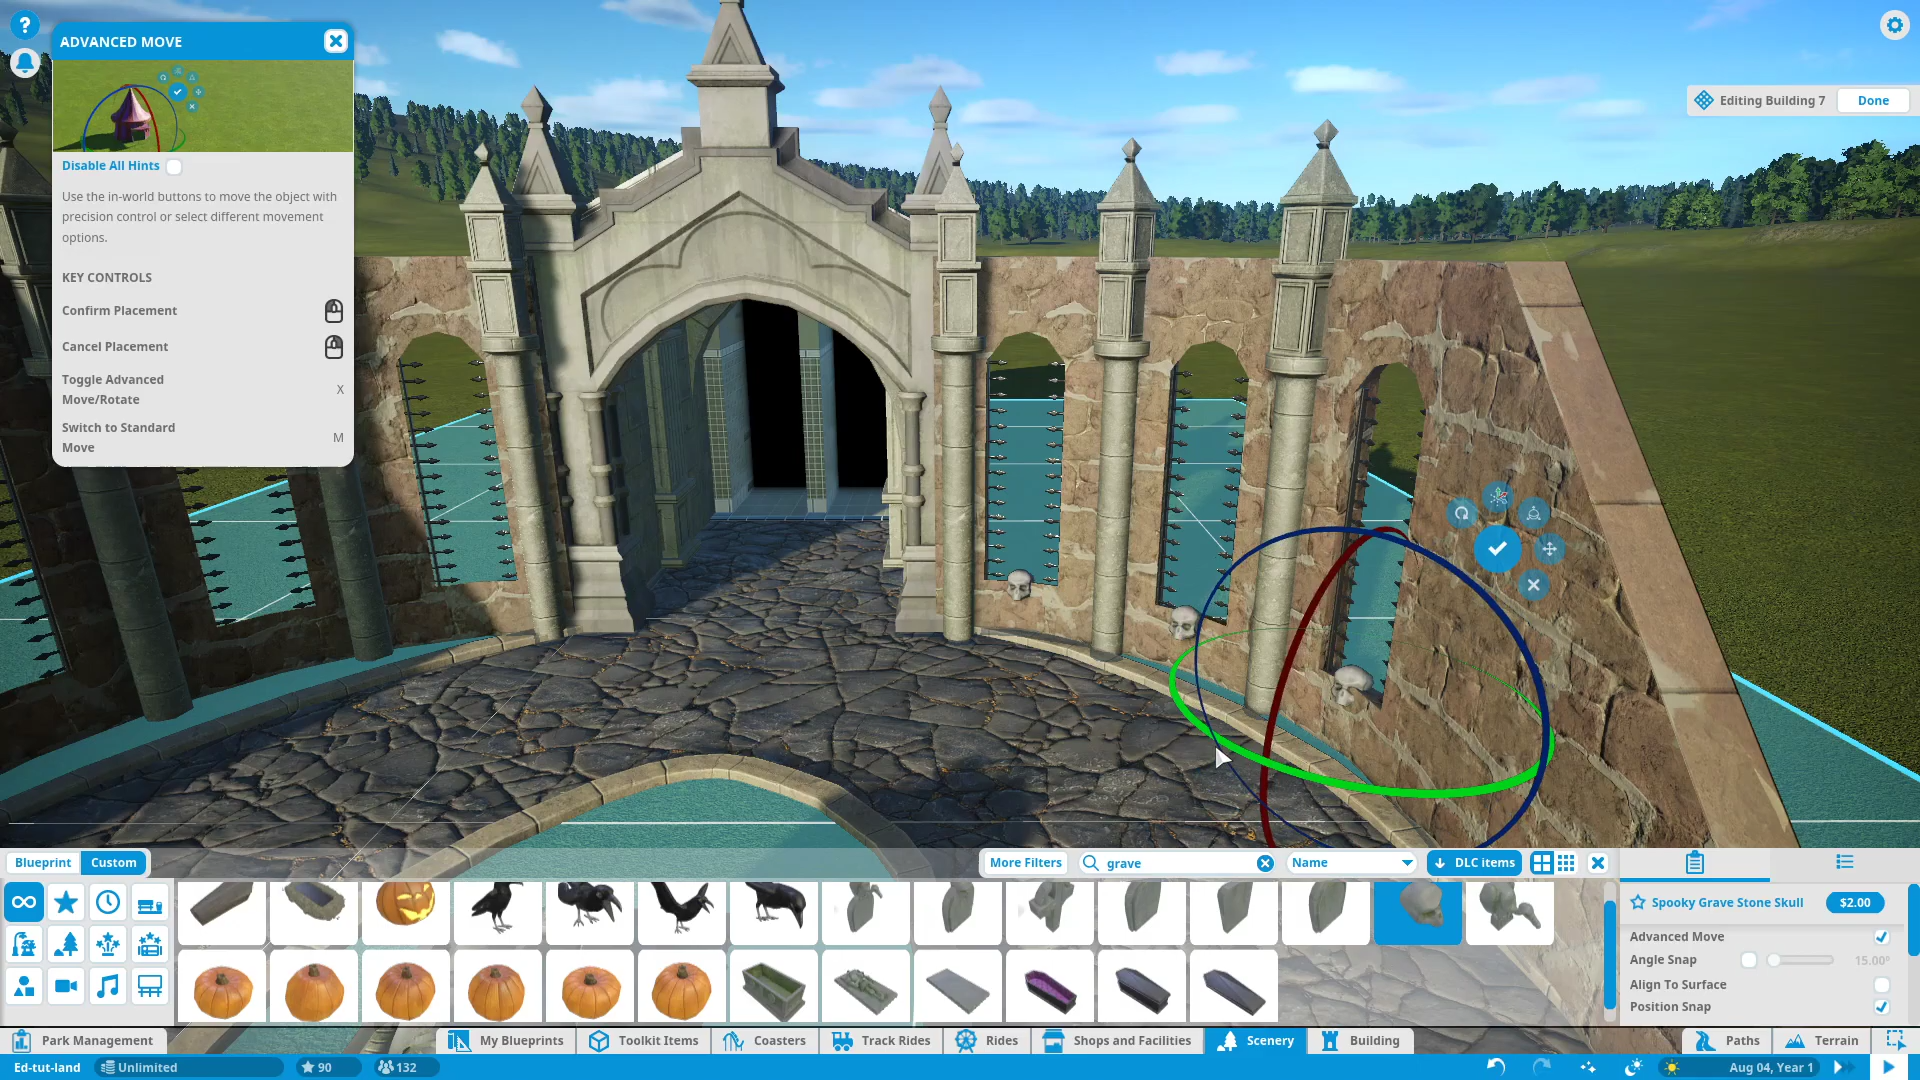 ?
ADVANCED MOVE
Disable All Hints
Use the in-world buttons to move the object with
precision control or select different movement
options.
KEY CONTROLS
Confirm Placement
Cancel Placement
Toggle Advanced
Move/Rotate
X
Switch to Standard
Move
M
Editing Building 7
Done
Blueprint
Custom
More Filters
grave
Name
DLC items
Spooky Grave Stone Skull
$2.00
Advanced Move
Angle Snap
15.00°
Align To Surface
Position Snap
Park Management
My Blueprints
Toolkit Items
Coasters
Track Rides
Rides
Shops and Facilities
Scenery
Building
Paths
Terrain
Ed-tut-land
Unlimited
90
132
Aug 04, Year 1